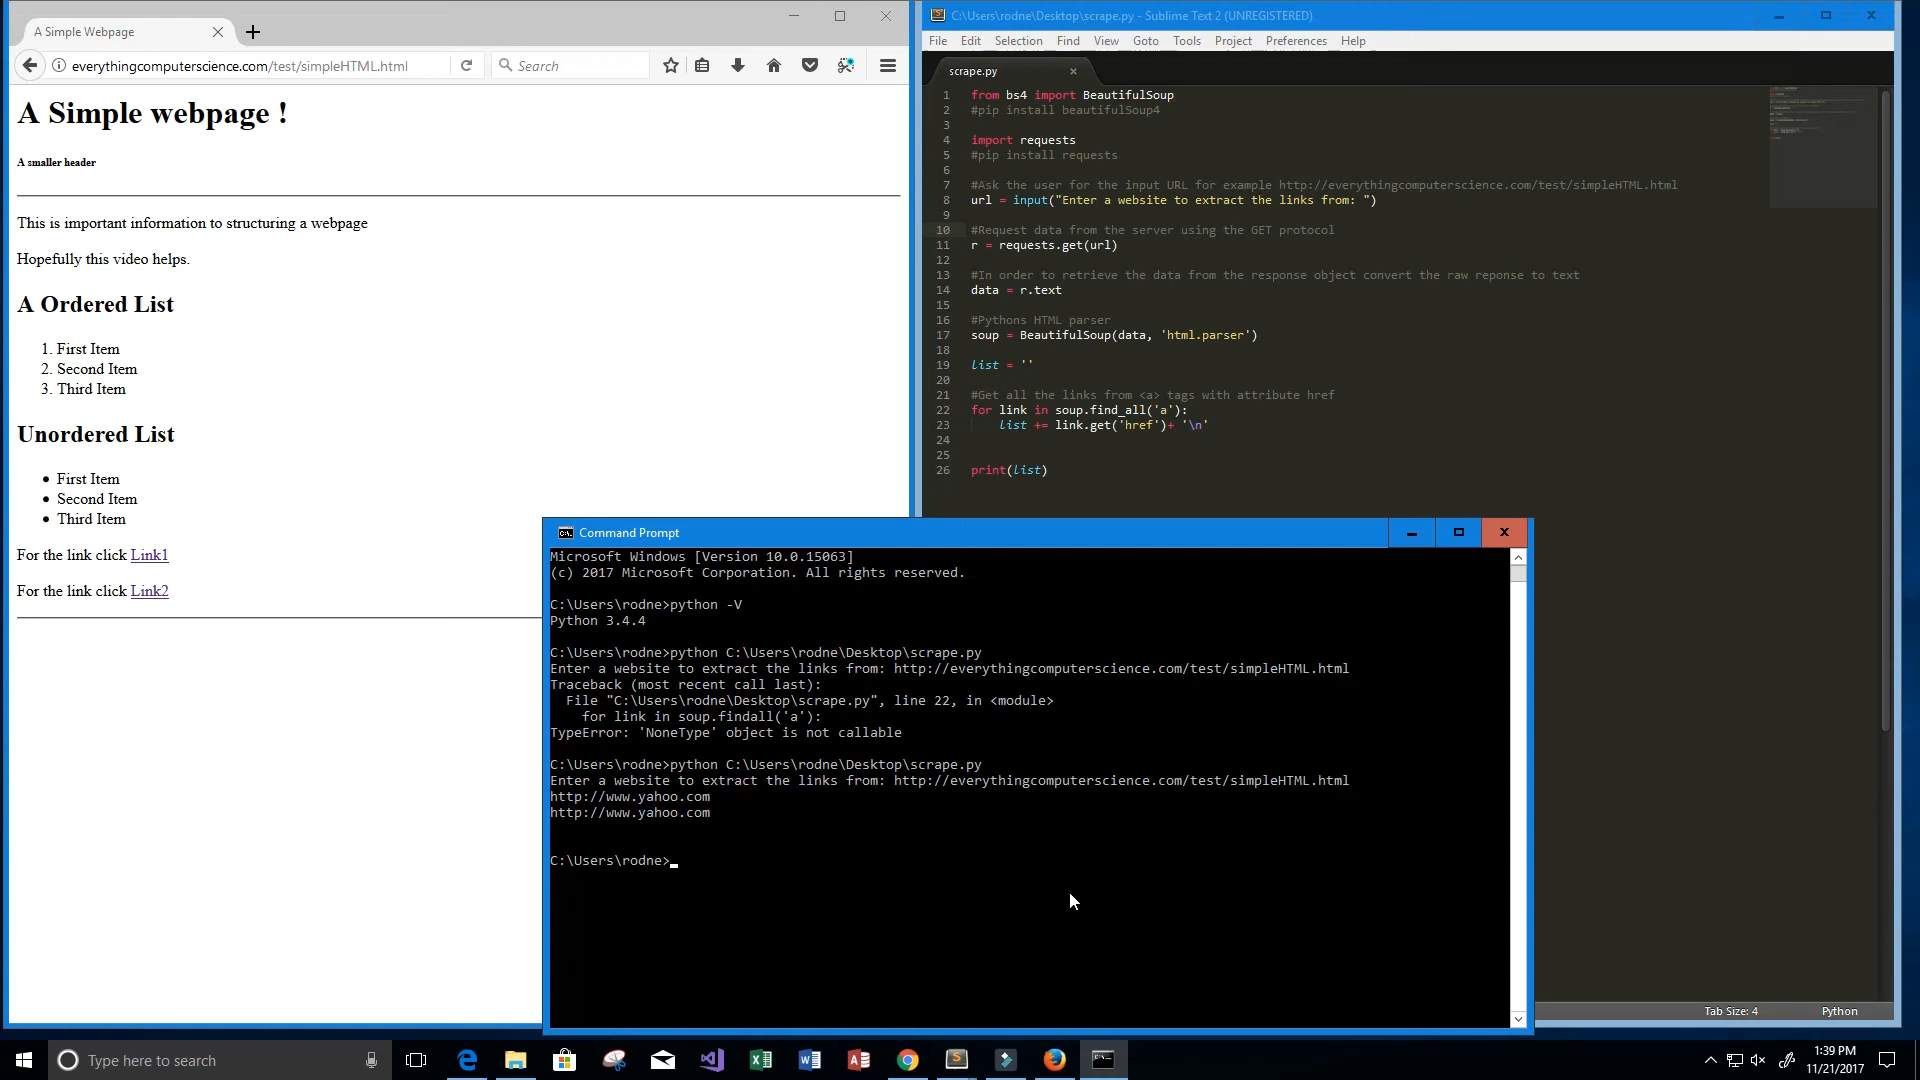 A Simple Webpage
everythingcomputerscience.com/test/simpleHTML.html
Search
A Simple webpage !
A smaller header
This is important information to structuring a webpage
Hopefully this video helps.
A Ordered List
1. First Item
2. Second Item
3. Third Item
Unordered List
• First Item
• Second Item
• Third Item
For the link click Link1
For the link click Link2
C:\Users\rodne\Desktop\scrape.py - Sublime Text 2 (UNREGISTERED)
File Edit Selection Find View Goto Tools Project Preferences Help
scrape.py
1 from bs4 import BeautifulSoup
2 #pip install beautifulSoup4
3
4 import requests
5 #pip install requests
6
7 #Ask the user for the input URL for example http://everythingcomputerscience.com/test/simpleHTML.html
8 url = input("Enter a website to extract the links from: ")
9
10 #Request data from the server using the GET protocol
11 r = requests.get(url)
12
13 #In order to retrieve the data from the response object convert the raw reponse to text
14 data = r.text
15
16 #Pythons HTML parser
17 soup = BeautifulSoup(data, 'html.parser')
18
19 list = ''
20
21 #Get all the links from <a> tags with attribute href
22 for link in soup.find_all('a'):
23 list += link.get('href')+ '\n'
24
25
26 print(list)
Tab Size: 4 Python
Command Prompt
Microsoft Windows [Version 10.0.15063]
(c) 2017 Microsoft Corporation. All rights reserved.
C:\Users\rodne>python -V
Python 3.4.4
C:\Users\rodne>python C:\Users\rodne\Desktop\scrape.py
Enter a website to extract the links from: http://everythingcomputerscience.com/test/simpleHTML.html
Traceback (most recent call last):
File "C:\Users\rodne\Desktop\scrape.py", line 22, in <module>
for link in soup.findall('a'):
TypeError: 'NoneType' object is not callable
C:\Users\rodne>python C:\Users\rodne\Desktop\scrape.py
Enter a website to extract the links from: http://everythingcomputerscience.com/test/simpleHTML.html
http://www.yahoo.com
http://www.yahoo.com
C:\Users\rodne>
Type here to search
1:39 PM
11/21/2017